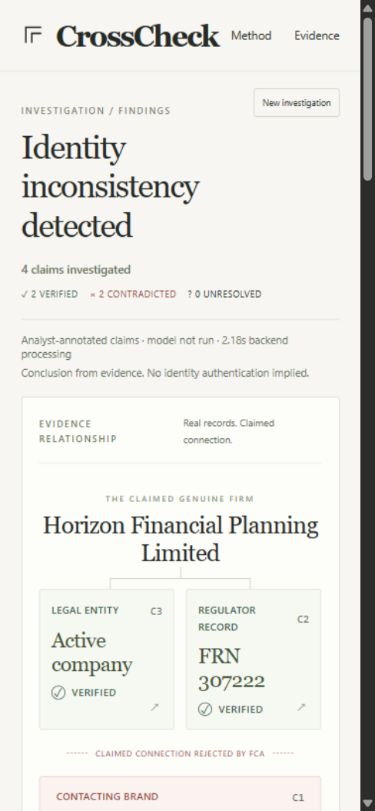 CrossCheck Method Evidence
New investigation
INVESTIGATION / FINDINGS
Identity
inconsistency
detected
4 claims investigated
✓ 2 VERIFIED × 2 CONTRADICTED ? 0 UNRESOLVED
Analyst-annotated claims · model not run · 2.18s backend
processing
Conclusion from evidence. No identity authentication implied.
EVIDENCE
RELATIONSHIP
Real records. Claimed
connection.
THE CLAIMED GENUINE FIRM
Horizon Financial Planning
Limited
LEGAL ENTITY C3
Active
company
VERIFIED
↗
REGULATOR
RECORD C2
FRN
307222
VERIFIED
↗
CLAIMED CONNECTION REJECTED BY FCA
CONTACTING BRAND C1